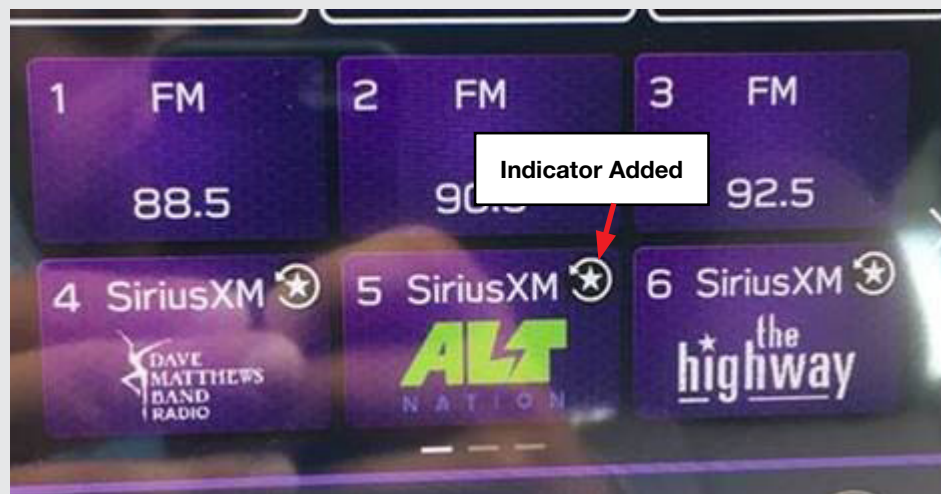 1 FM
88.5
2 FM
3 FM
92.5
Indicator Added
4 SiriusXM
DAVE
MATTHEWS
BAND
RADIO
5 SiriusXM
ALT
NATION
6 SiriusXM
the
highway